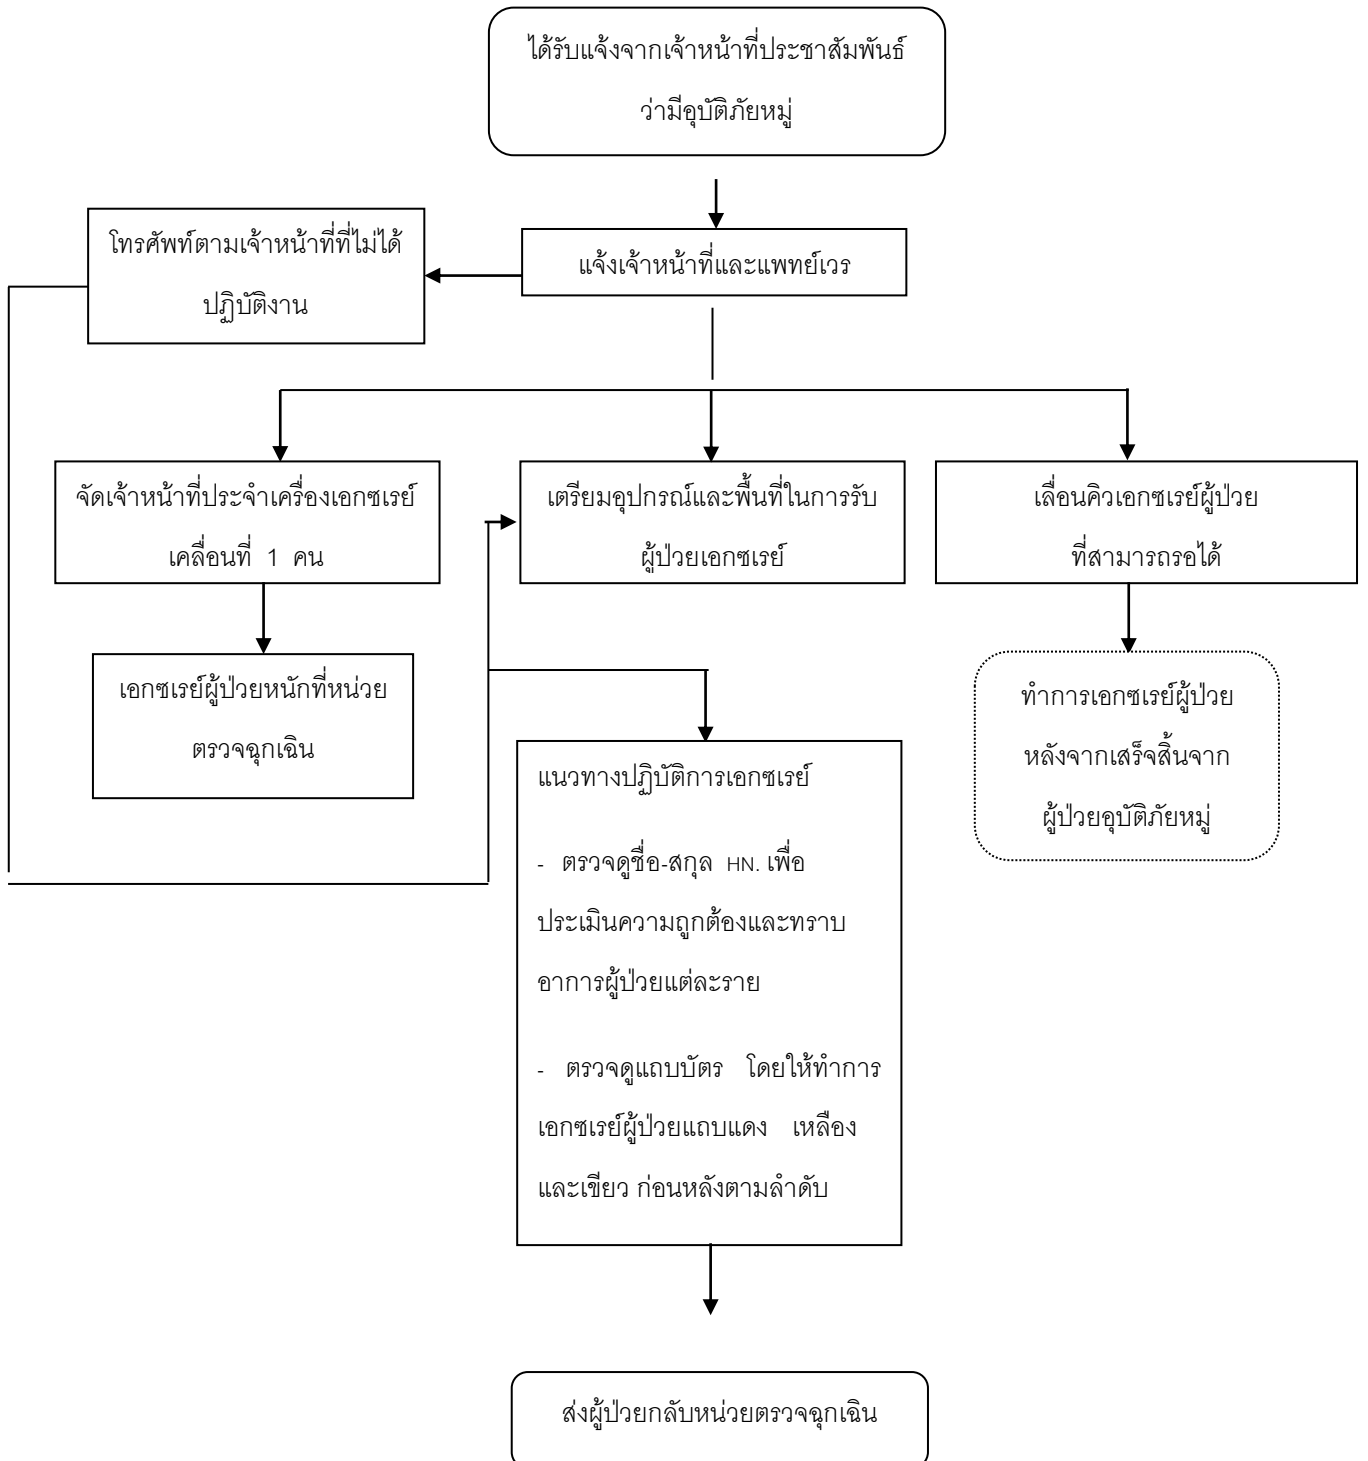 ได้รับแจ้งจากเจ้าหน้าที่ประชาสัมพันธ์
ว่ามีอุบัติภัยหมู่
โทรศัพท์ตามเจ้าหน้าที่ที่ไม่ได้
ปฏิบัติงาน
แจ้งเจ้าหน้าที่และแพทย์เวร
จัดเจ้าหน้าที่ประจำเครื่องเอกซเรย์
เคลื่อนที่ 1 คน
เตรียมอุปกรณ์และพื้นที่ในการรับ
ผู้ป่วยเอกซเรย์
เลื่อนคิวเอกซเรย์ผู้ป่วย
ที่สามารถรอได้
เอกซเรย์ผู้ป่วยหนักที่หน่วย
ตรวจฉุกเฉิน
ทำการเอกซเรย์ผู้ป่วย
หลังจากเสร็จสิ้นจาก
ผู้ป่วยอุบัติภัยหมู่
แนวทางปฏิบัติการเอกซเรย์
- ตรวจดูชื่อ-สกุล HN. เพื่อ
ประเมินความถูกต้องและทราบ
อาการผู้ป่วยแต่ละราย
- ตรวจดูแถบบัตร โดยให้ทำการ
เอกซเรย์ผู้ป่วยแถบแดง เหลือง
และเขียว ก่อนหลังตามลำดับ
ส่งผู้ป่วยกลับหน่วยตรวจฉุกเฉิน